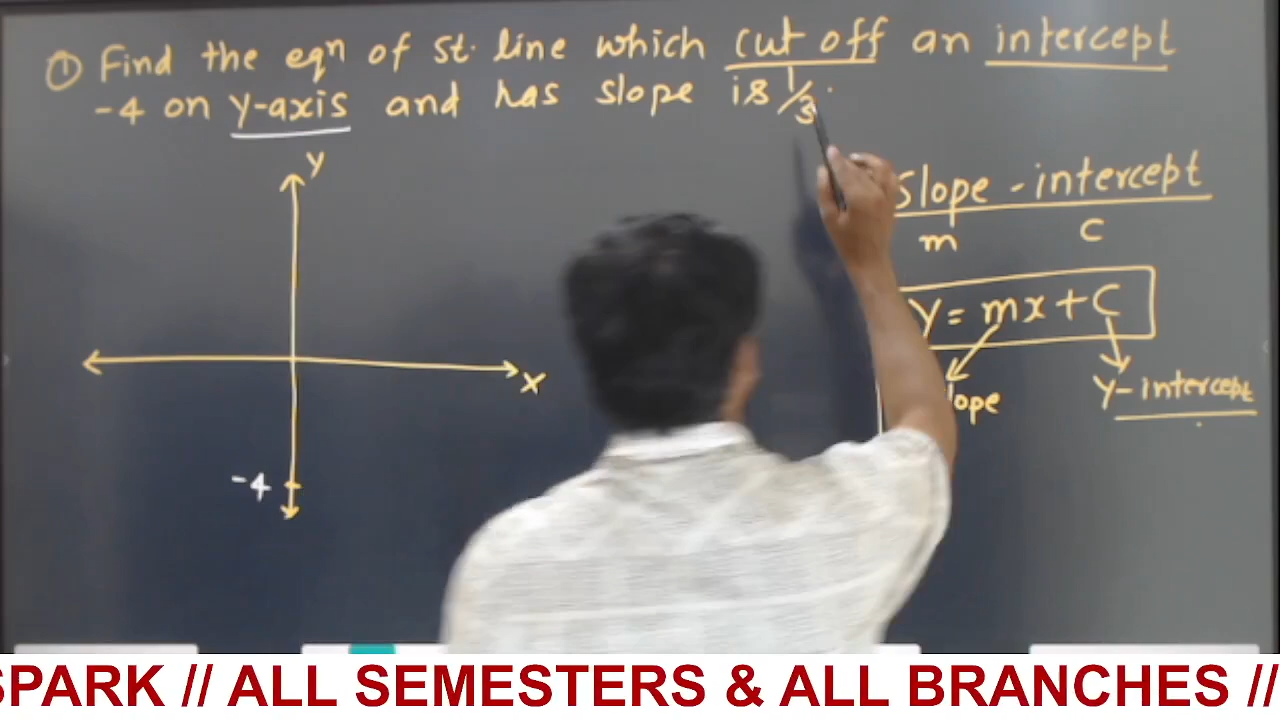 ① Find the eqn of st. line which cut off an intercept
-4 on y-axis and has slope is 1/3.
y
x
-4
Slope - intercept
m c
y = mx + c
lope
y-intercept
SPARK // ALL SEMESTERS & ALL BRANCHES //